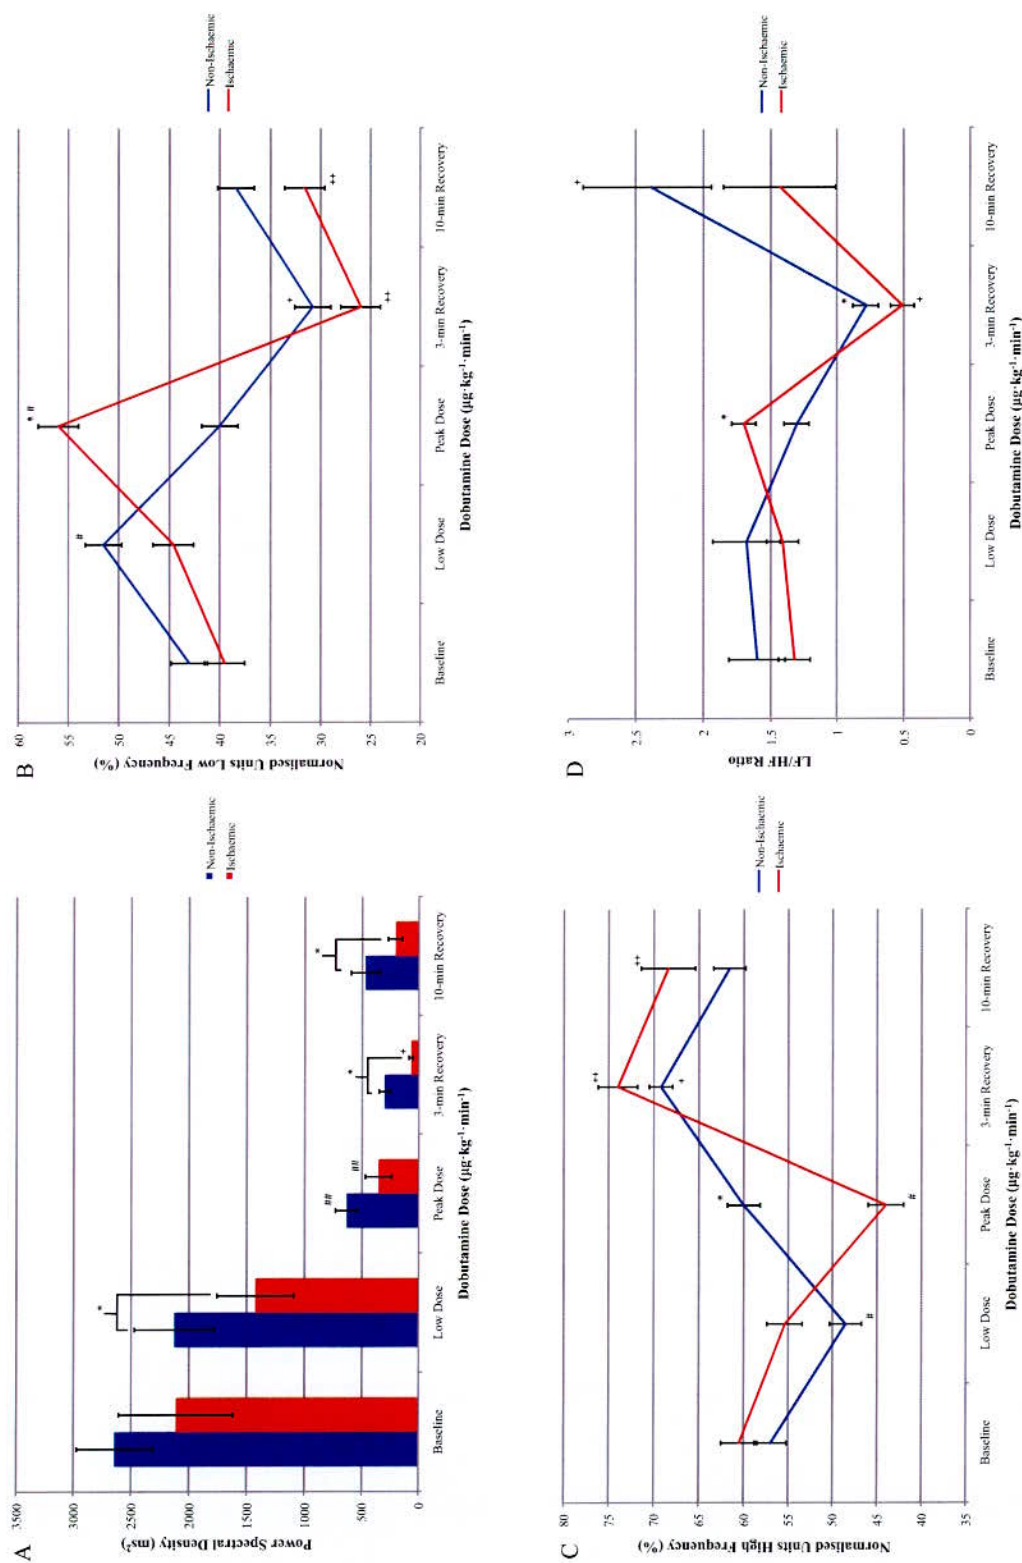 A
Power Spectral Density (ms²)
3500
3000
2500
2000
1500
1000
500
0
*
##
##
*
+
*
Baseline
Low Dose
Peak Dose
3-min Recovery
10-min Recovery
Dobutamine Dose (µg·kg⁻¹·min⁻¹)
Non-Ischaemic
Ischaemic
B
Normalised Units Low Frequency (%)
60
55
50
45
40
35
30
25
20
#
* #
+
++
++
Baseline
Low Dose
Peak Dose
3-min Recovery
10-min Recovery
Dobutamine Dose (µg·kg⁻¹·min⁻¹)
Non-Ischaemic
Ischaemic
C
Normalised Units High Frequency (%)
80
75
70
65
60
55
50
45
40
35
#
*
#
++
+
++
Baseline
Low Dose
Peak Dose
3-min Recovery
10-min Recovery
Dobutamine Dose (µg·kg⁻¹·min⁻¹)
Non-Ischaemic
Ischaemic
D
LF/HF Ratio
3
2.5
2
1.5
1
0.5
0
*
*
+
+
Baseline
Low Dose
Peak Dose
3-min Recovery
10-min Recovery
Dobutamine Dose (µg·kg⁻¹·min⁻¹)
Non-Ischaemic
Ischaemic